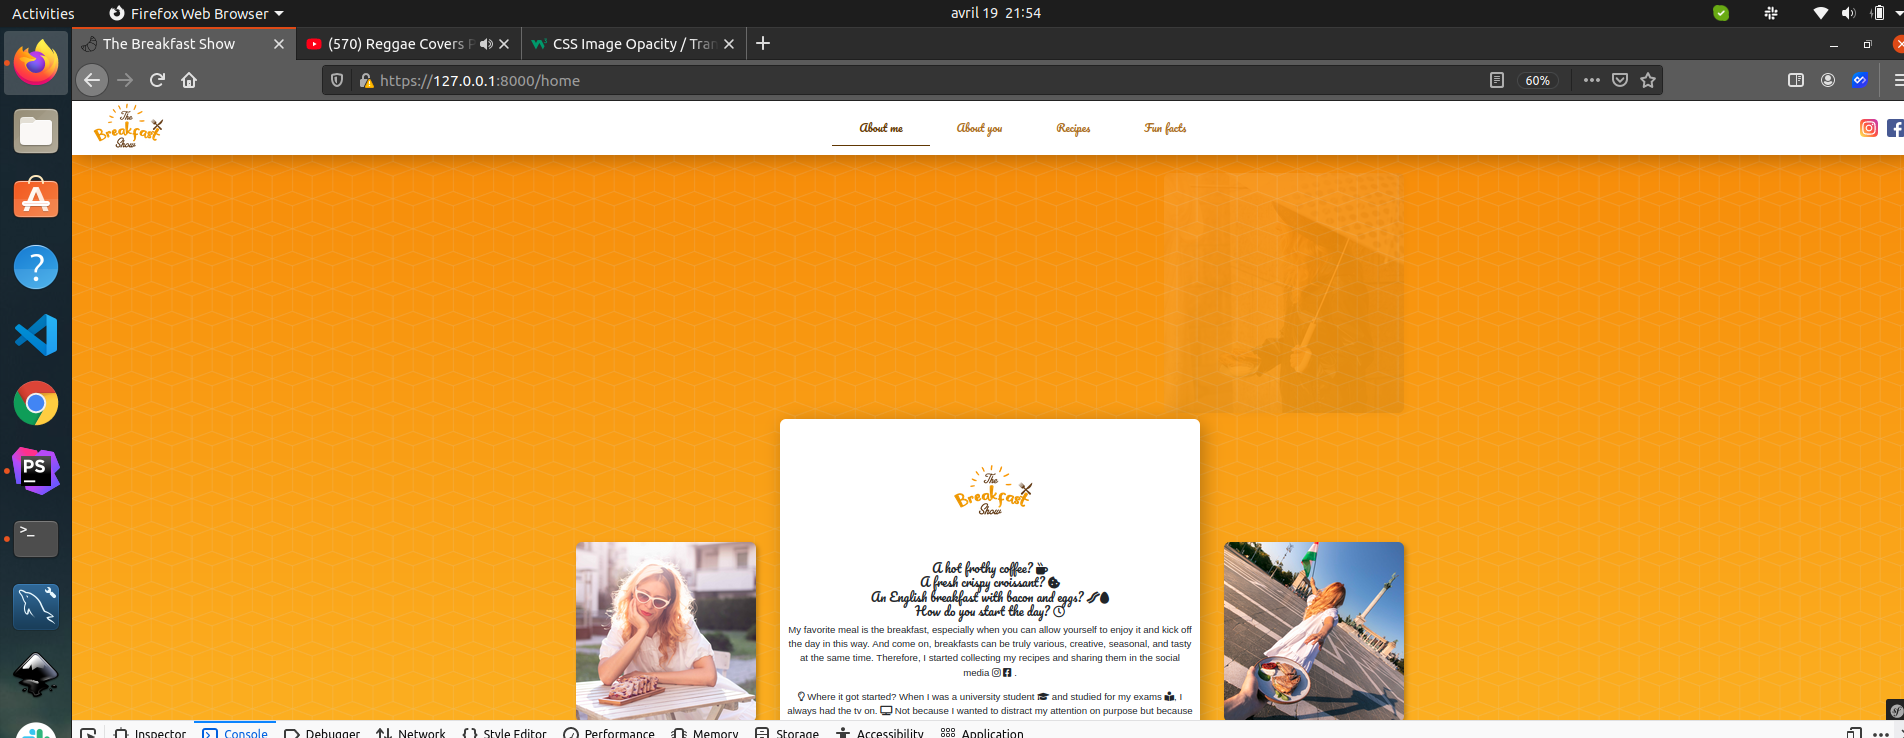 Activities
Firefox Web Browser
avril 19 21:54
The Breakfast Show
(570) Reggae Covers P
CSS Image Opacity / Tran
https://127.0.0.1:8000/home
60%
The
Breakfast
Show
About me
About you
Recipes
Fun facts
PS
>_
The
Breakfast
Show
A hot frothy coffee?
A fresh crispy croissant?
An English breakfast with bacon and eggs?
How do you start the day?
My favorite meal is the breakfast, especially when you can allow yourself to enjoy it and kick off
the day in this way. And come on, breakfasts can be truly various, creative, seasonal, and tasty
at the same time. Therefore, I started collecting my recipes and sharing them in the social
media .
Where it got started? When I was a university student and studied for my exams . I
always had the tv on. Not because I wanted to distract my attention on purpose but because
Inspector
Console
Debugger
Network
Style Editor
Performance
Memory
Storage
Accessibility
Application